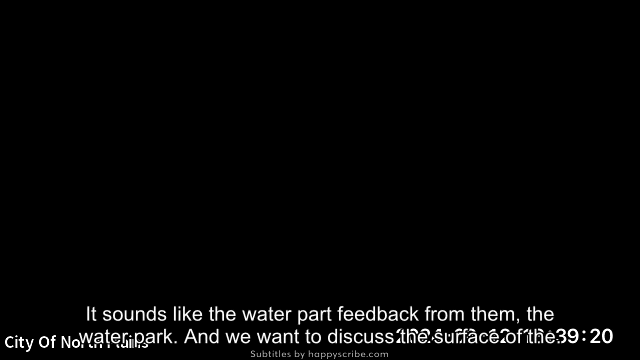 It sounds like the water part feedback from them, the
water park. And we want to discuss the surface of the
City Of North
39:20
Subtitles by happyscribe.com